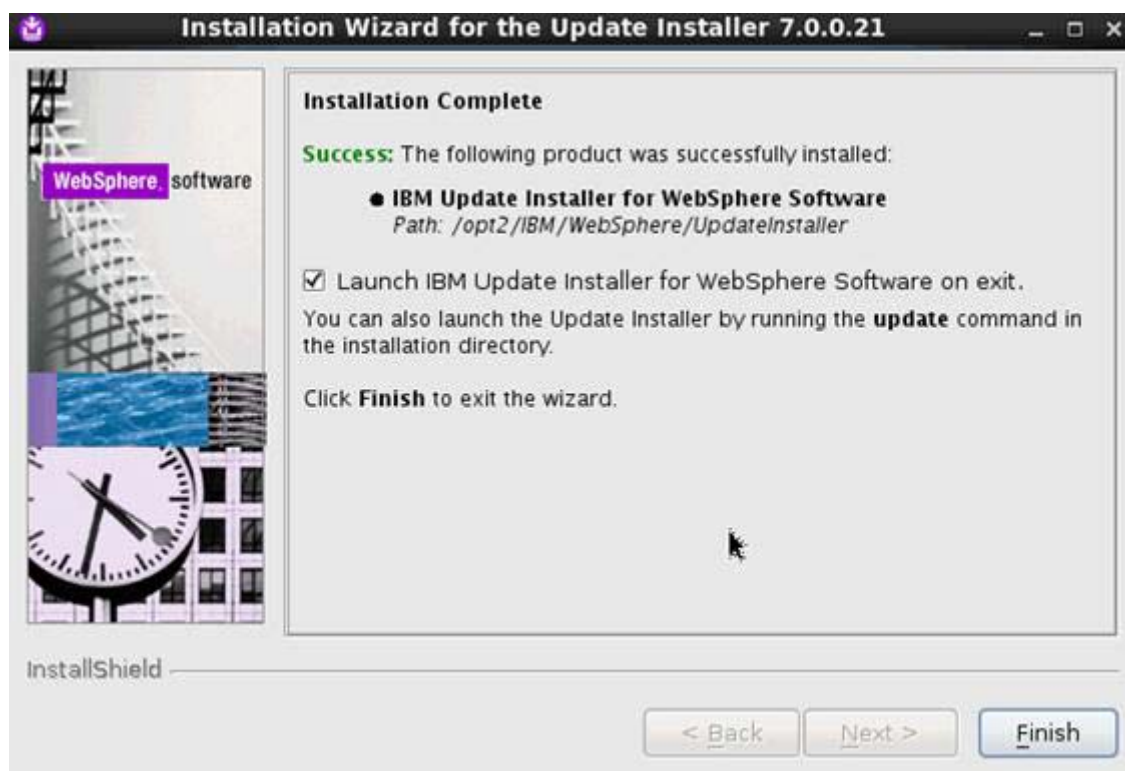 Installation Wizard for the Update Installer 7.0.0.21
WebSphere. software
Installation Complete
Success: The following product was successfully installed:
● IBM Update Installer for WebSphere Software
Path: /opt2/IBM/WebSphere/UpdateInstaller
Launch IBM Update Installer for WebSphere Software on exit.
You can also launch the Update Installer by running the update command in
the installation directory.
Click Finish to exit the wizard.
InstallShield
< Back
Next >
Finish